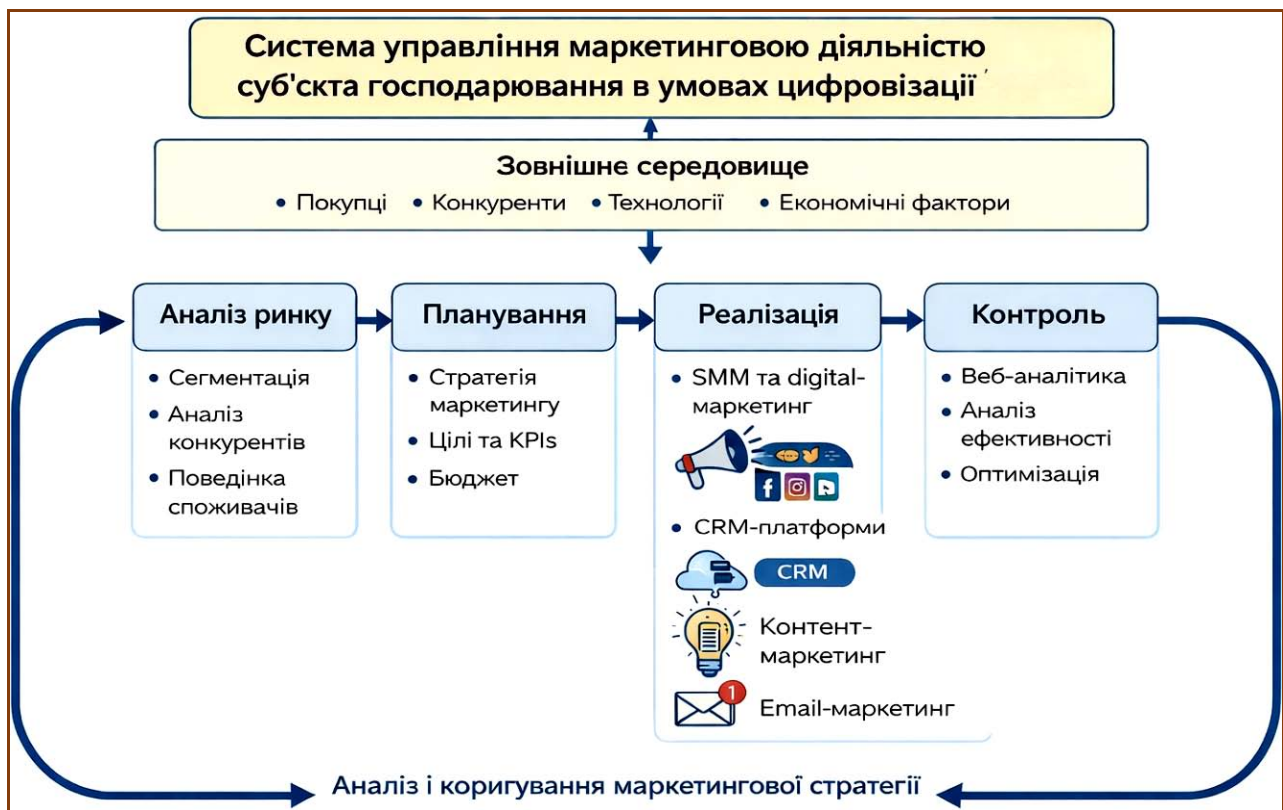 Система управління маркетинговою діяльністю
суб'скта господарювання в умовах цифровізації
Зовнішнє середовище
• Покупці • Конкуренти • Технології • Економічні фактори
Аналіз ринку
• Сегментація
• Аналіз
конкурентів
• Поведінка
споживачів
Планування
• Стратегія
маркетингу
• Цілі та KPIs
• Бюджет
Реалізація
• SMM та digital-
маркетинг
• CRM-платформи
CRM
Контент-
маркетинг
1
Email-маркетинг
Контроль
• Веб-аналітика
• Аналіз
ефективності
• Оптимізація
Аналіз і коригування маркетингової стратегії